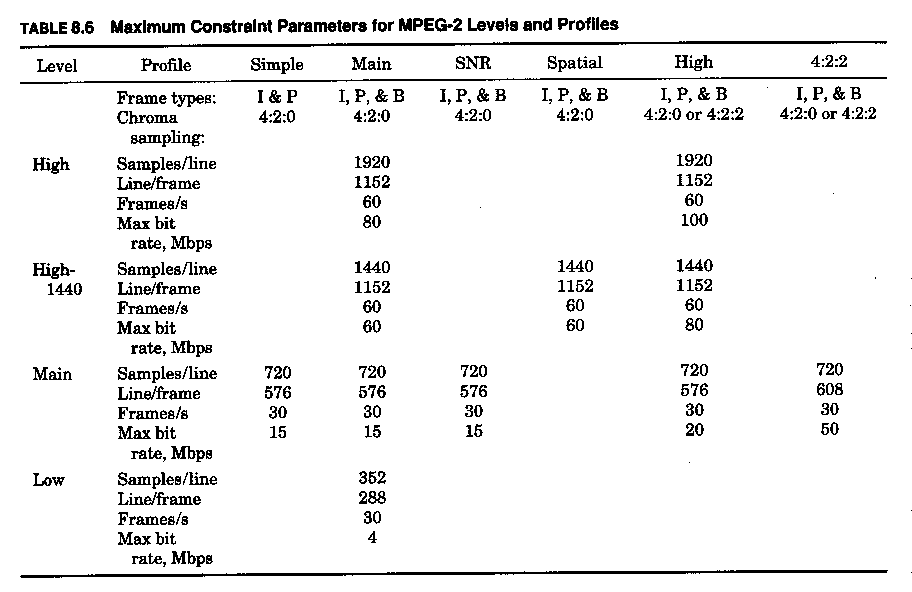 TABLE 8.6 Maximum Constraint Parameters for MPEG-2 Levels and Profiles
Level Profile Simple Main SNR Spatial High 4:2:2
Frame types: I & P I, P, & B I, P, & B I, P, & B I, P, & B I, P, & B
Chroma 4:2:0 4:2:0 4:2:0 4:2:0 4:2:0 or 4:2:2 4:2:0 or 4:2:2
sampling:
High Samples/line 1920 1920
Line/frame 1152 1152
Frames/s 60 60
Max bit 80 100
rate, Mbps
High- Samples/line 1440 1440 1440
1440 Line/frame 1152 1152 1152
Frames/s 60 60 60
Max bit 60 60 80
rate, Mbps
Main Samples/line 720 720 720 720 720
Line/frame 576 576 576 576 608
Frames/s 30 30 30 30 30
Max bit 15 15 15 20 50
rate, Mbps
Low Samples/line 352
Line/frame 288
Frames/s 30
Max bit 4
rate, Mbps